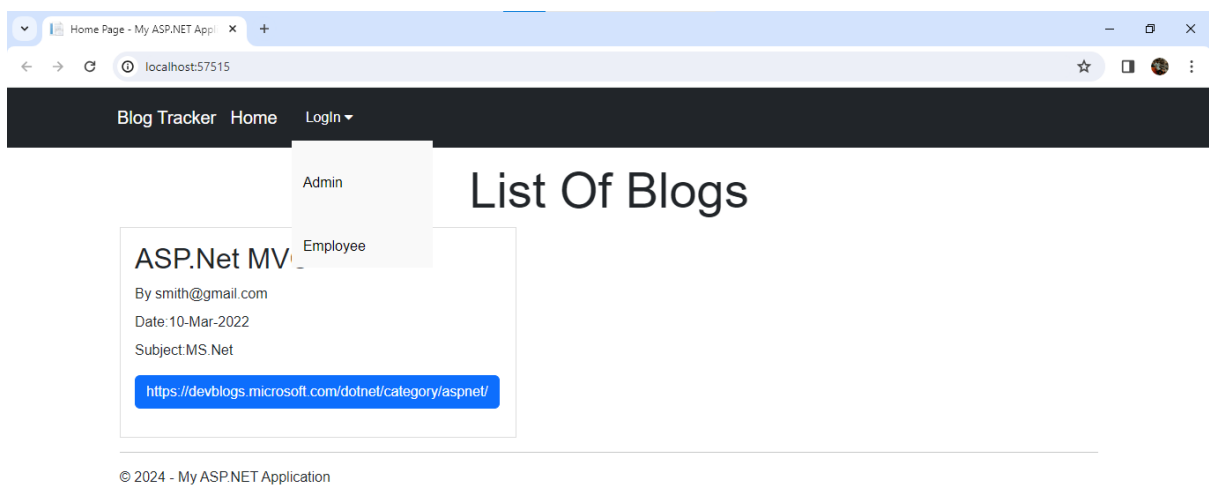 Home Page - My ASP.NET Appl
localhost:57515
Blog Tracker Home LogIn
Admin
Employee
List Of Blogs
ASP.Net MVC
By smith@gmail.com
Date:10-Mar-2022
Subject:MS.Net
https://devblogs.microsoft.com/dotnet/category/aspnet/
© 2024 - My ASP.NET Application